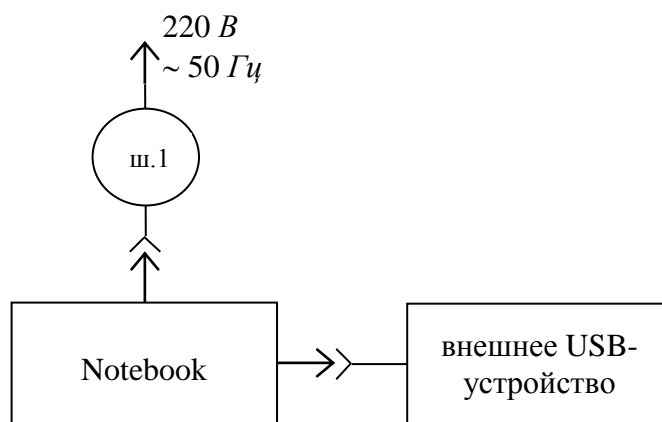 220 В
~ 50 Гц
ш.1
Notebook
внешнее USB-
устройство